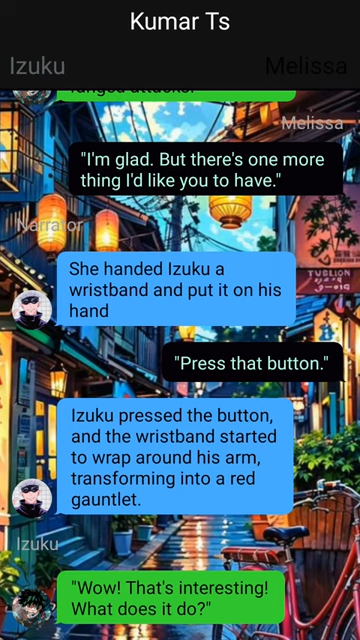 Kumar Ts
Izuku
Melissa
ranged attacks!
Melissa
"I'm glad. But there's one more
thing I'd like you to have."
Narrator
She handed Izuku a
wristband and put it on his
hand
"Press that button."
Izuku pressed the button,
and the wristband started
to wrap around his arm,
transforming into a red
gauntlet.
Izuku
"Wow! That's interesting!
What does it do?"